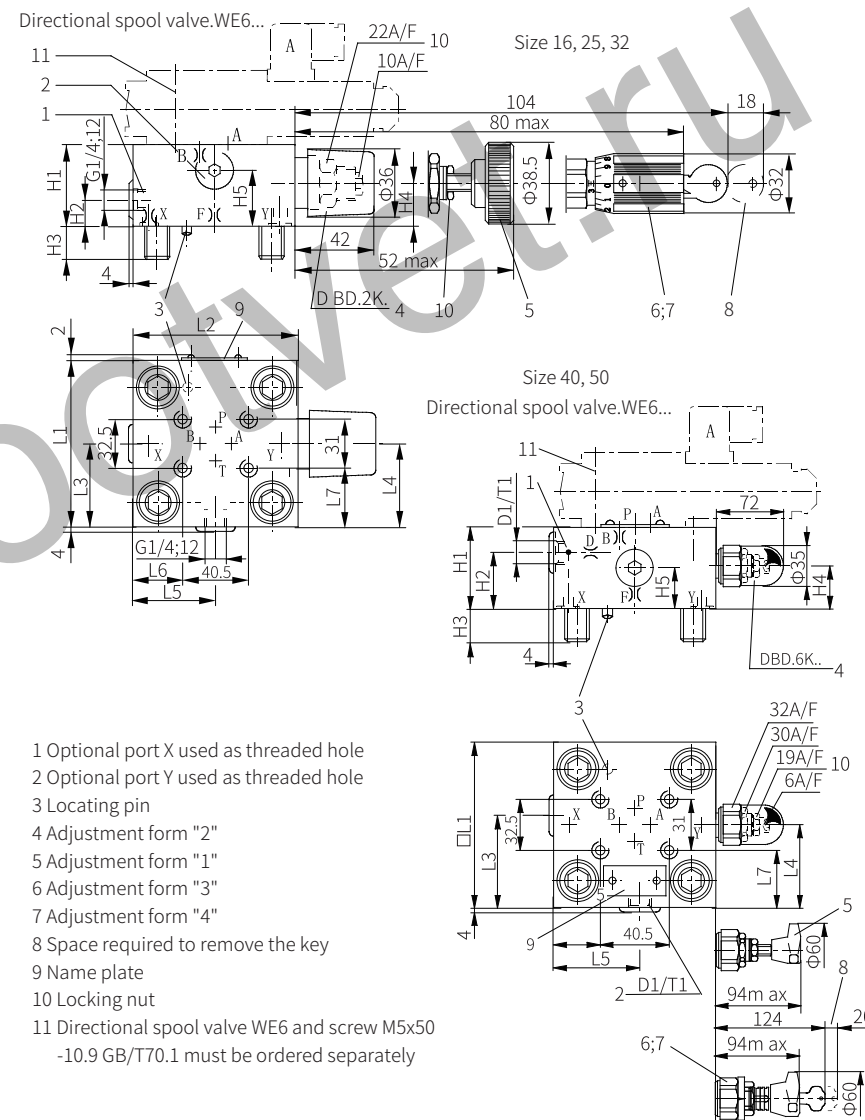 Directional spool valve.WE6...
Size 16, 25, 32
11
2
1
A
22A/F
10
10A/F
104
18
80 max
G1/4;12
H1
H2
H3
B
A
X
F
Y
H5
Φ36
H4
42
52 max
Φ38.5
Φ32
4
3
D BD.2K.
4
10
5
6;7
8
L2
9
2
L1
L3
32.5
P
B
A
X
Y
T
31
L7
L4
4
G1/4;12
L6
40.5
L5
Size 40, 50
Directional spool valve.WE6...
A
11
1
D1/T1
P
A
D
B
72
H1
H2
H3
H5
Φ35
H4
X
F
Y
4
DBD.6K..
4
3
32A/F
30A/F
19A/F
10
6A/F
□L1
L3
32.5
X
B
P
A
Y
T
31
L7
L4
5
4
9
40.5
L5
2
D1/T1
5
Φ60
94m ax
8
124
20
94m ax
6;7
Φ60
1 Optional port X used as threaded hole
2 Optional port Y used as threaded hole
3 Locating pin
4 Adjustment form "2"
5 Adjustment form "1"
6 Adjustment form "3"
7 Adjustment form "4"
8 Space required to remove the key
9 Name plate
10 Locking nut
11 Directional spool valve WE6 and screw M5x50
-10.9 GB/T70.1 must be ordered separately